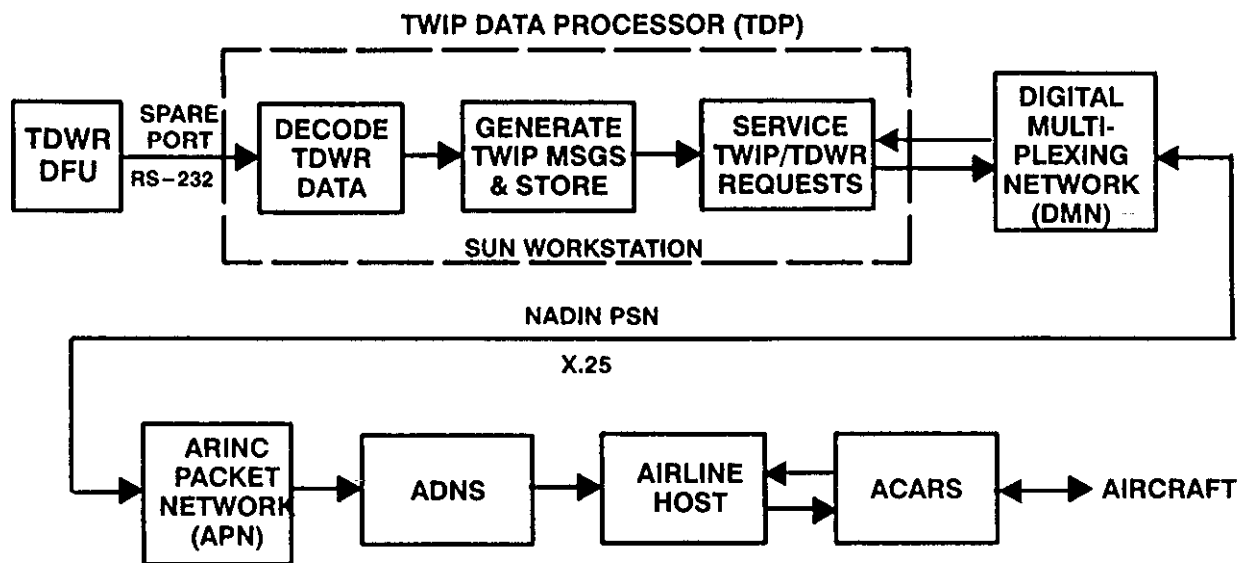 TWIP DATA PROCESSOR (TDP)
TDWR
DFU
SPARE
PORT
RS-232
DECODE
TDWR
DATA
GENERATE
TWIP MSGS
& STORE
SERVICE
TWIP/TDWR
REQUESTS
DIGITAL
MULTI-
PLEXING
NETWORK
(DMN)
SUN WORKSTATION
NADIN PSN
X.25
ARINC
PACKET
NETWORK
(APN)
ADNS
AIRLINE
HOST
ACARS
AIRCRAFT